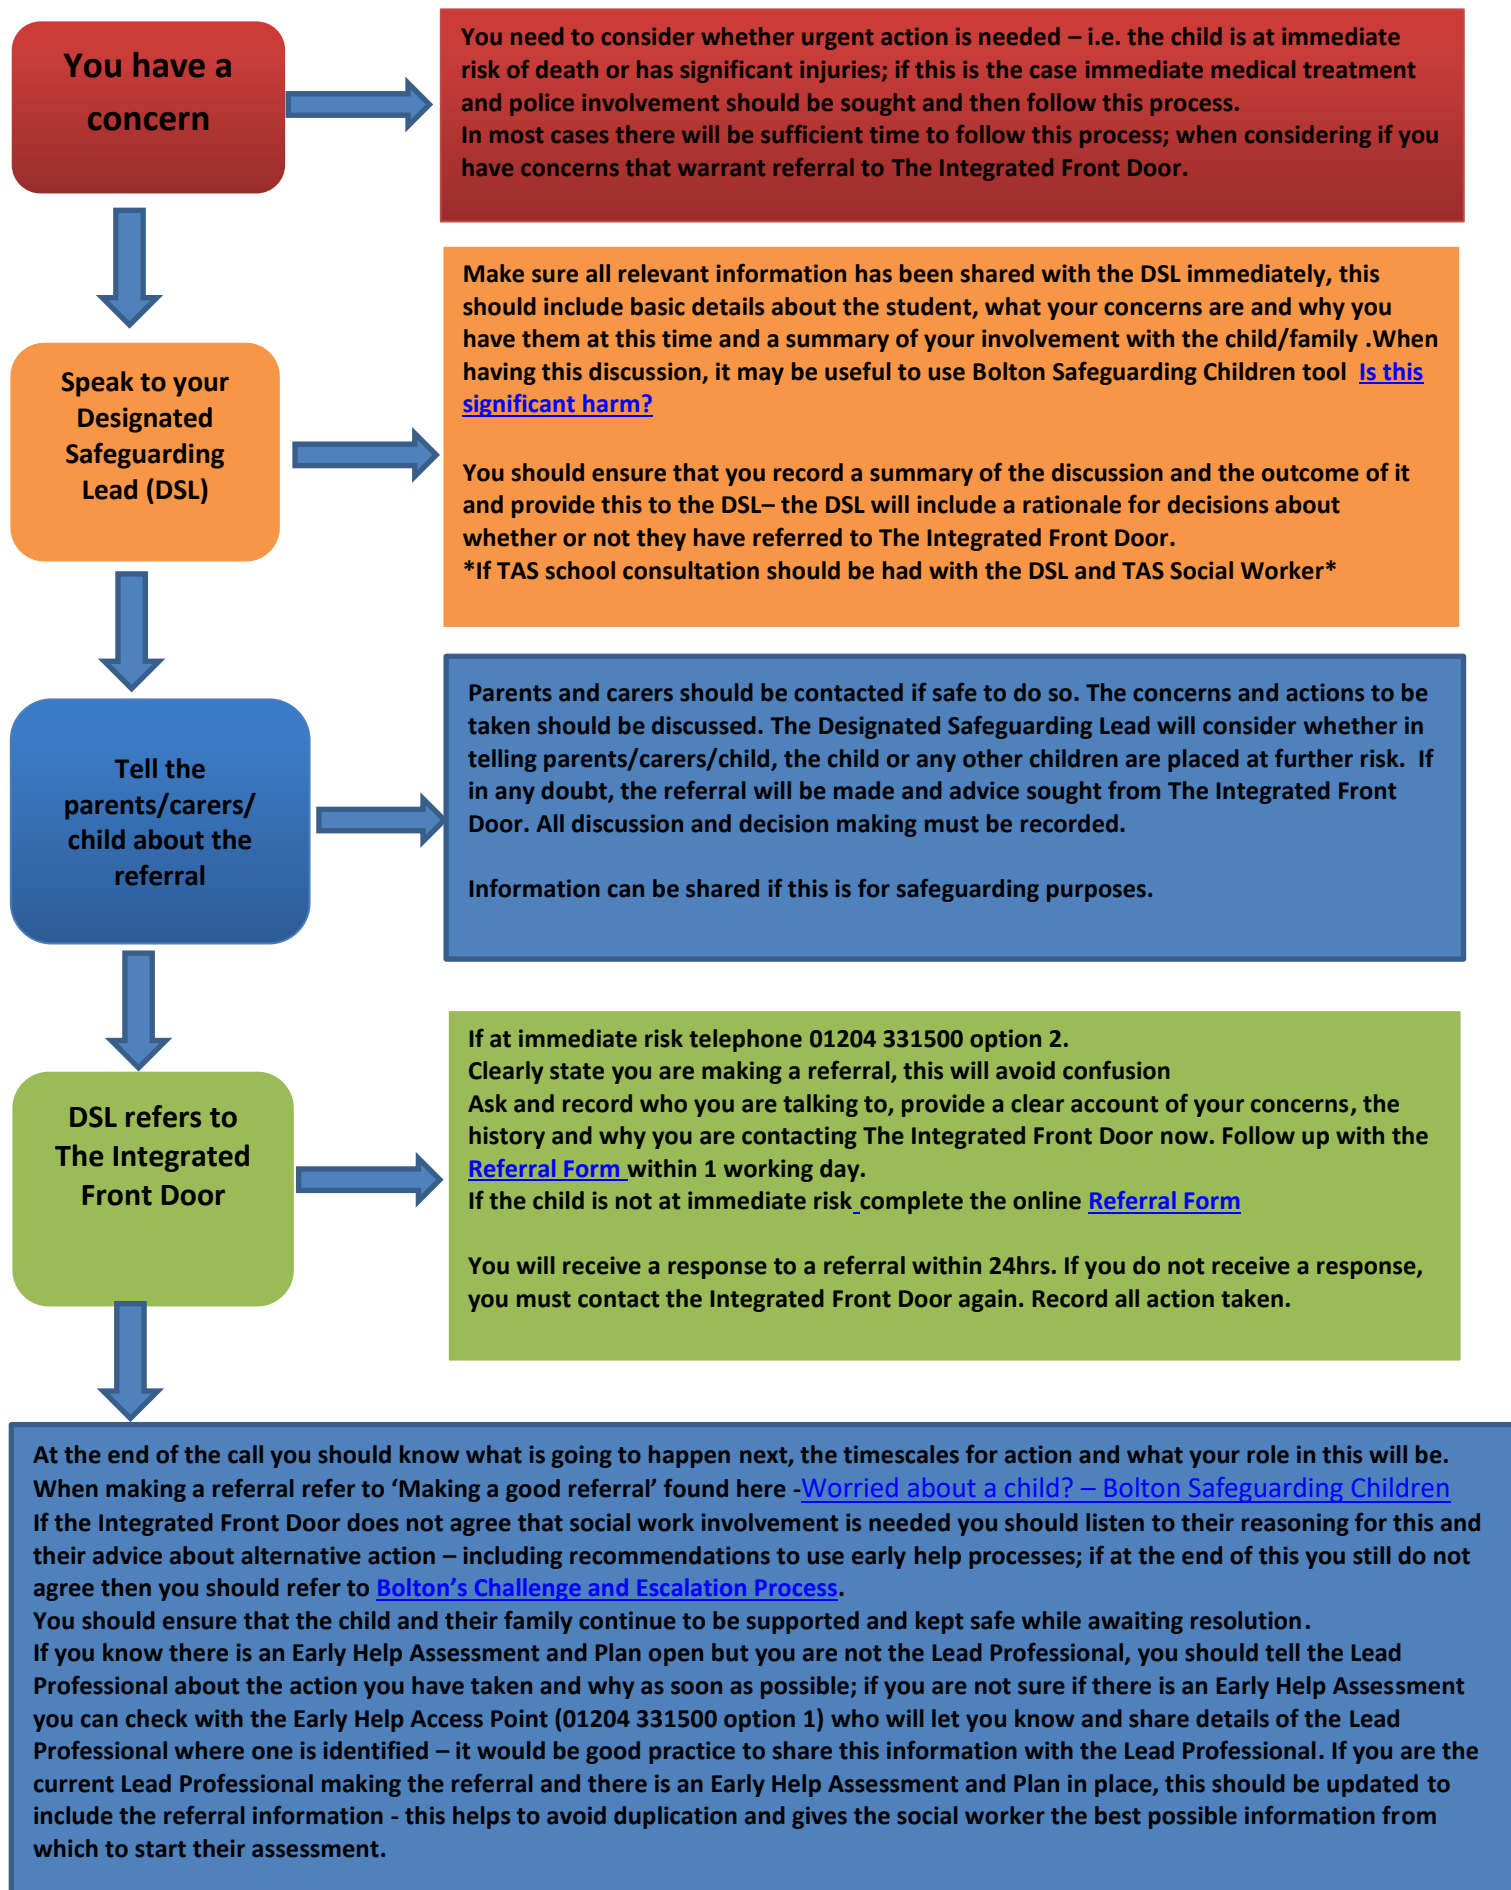 You have a
concern
You need to consider whether urgent action is needed – i.e. the child is at immediate
risk of death or has significant injuries; if this is the case immediate medical treatment
and police involvement should be sought and then follow this process.
In most cases there will be sufficient time to follow this process; when considering if you
have concerns that warrant referral to The Integrated Front Door.
Speak to your
Designated
Safeguarding
Lead (DSL)
Make sure all relevant information has been shared with the DSL immediately, this
should include basic details about the student, what your concerns are and why you
have them at this time and a summary of your involvement with the child/family .When
having this discussion, it may be useful to use Bolton Safeguarding Children tool Is this
significant harm?
You should ensure that you record a summary of the discussion and the outcome of it
and provide this to the DSL– the DSL will include a rationale for decisions about
whether or not they have referred to The Integrated Front Door.
*If TAS school consultation should be had with the DSL and TAS Social Worker*
Tell the
parents/carers/
child about the
referral
Parents and carers should be contacted if safe to do so. The concerns and actions to be
taken should be discussed. The Designated Safeguarding Lead will consider whether in
telling parents/carers/child, the child or any other children are placed at further risk. If
in any doubt, the referral will be made and advice sought from The Integrated Front
Door. All discussion and decision making must be recorded.
Information can be shared if this is for safeguarding purposes.
DSL refers to
The Integrated
Front Door
If at immediate risk telephone 01204 331500 option 2.
Clearly state you are making a referral, this will avoid confusion
Ask and record who you are talking to, provide a clear account of your concerns, the
history and why you are contacting The Integrated Front Door now. Follow up with the
Referral Form within 1 working day.
If the child is not at immediate risk complete the online Referral Form
You will receive a response to a referral within 24hrs. If you do not receive a response,
you must contact the Integrated Front Door again. Record all action taken.
At the end of the call you should know what is going to happen next, the timescales for action and what your role in this will be.
When making a referral refer to ‘Making a good referral’ found here -Worried about a child? – Bolton Safeguarding Children
If the Integrated Front Door does not agree that social work involvement is needed you should listen to their reasoning for this and
their advice about alternative action – including recommendations to use early help processes; if at the end of this you still do not
agree then you should refer to Bolton’s Challenge and Escalation Process.
You should ensure that the child and their family continue to be supported and kept safe while awaiting resolution.
If you know there is an Early Help Assessment and Plan open but you are not the Lead Professional, you should tell the Lead
Professional about the action you have taken and why as soon as possible; if you are not sure if there is an Early Help Assessment
you can check with the Early Help Access Point (01204 331500 option 1) who will let you know and share details of the Lead
Professional where one is identified – it would be good practice to share this information with the Lead Professional. If you are the
current Lead Professional making the referral and there is an Early Help Assessment and Plan in place, this should be updated to
include the referral information - this helps to avoid duplication and gives the social worker the best possible information from
which to start their assessment.